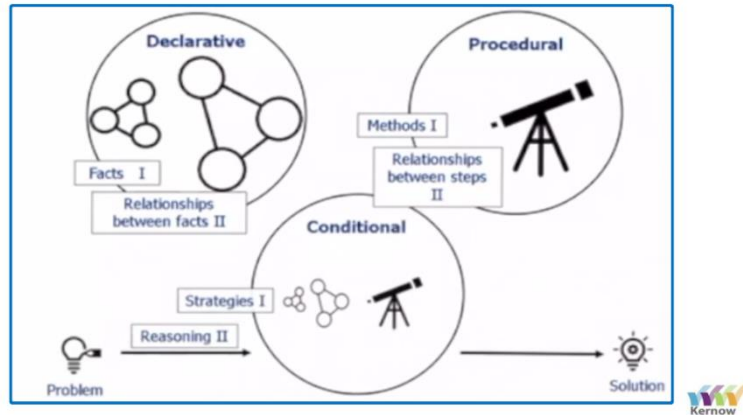 Declarative
Procedural
Methods I
Facts I
Relationships
between steps
II
Relationships
between facts II
Conditional
Strategies I
Reasoning II
Problem
Solution
Kernow